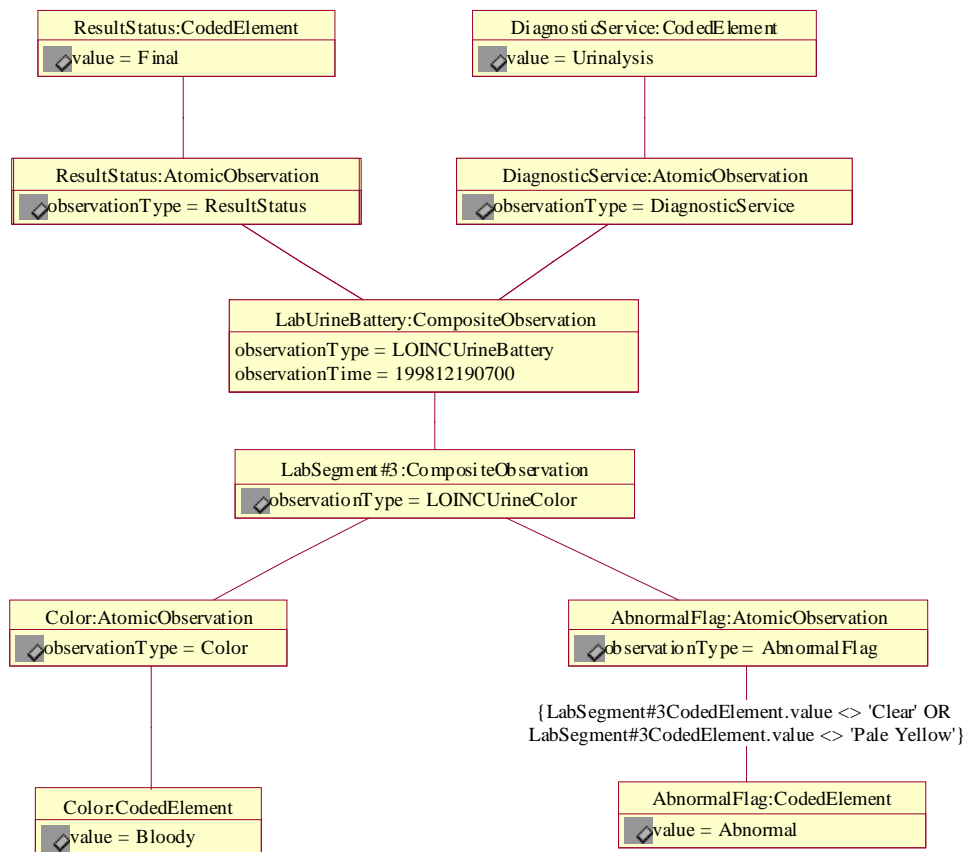 ResultStatus:CodedElement
value = Final
DiagnosticService:CodedElement
value = Urinalysis
ResultStatus:AtomicObservation
observationType = ResultStatus
DiagnosticService:AtomicObservation
observationType = DiagnosticService
LabUrineBattery:CompositeObservation
observationType = LOINCUrineBattery
observationTime = 199812190700
LabSegment#3:CompositeObservation
observationType = LOINCUrineColor
Color:AtomicObservation
observationType = Color
AbnormalFlag:AtomicObservation
observationType = AbnormalFlag
{LabSegment#3CodedElement.value <> 'Clear' OR
LabSegment#3CodedElement.value <> 'Pale Yellow'}
Color:CodedElement
value = Bloody
AbnormalFlag:CodedElement
value = Abnormal